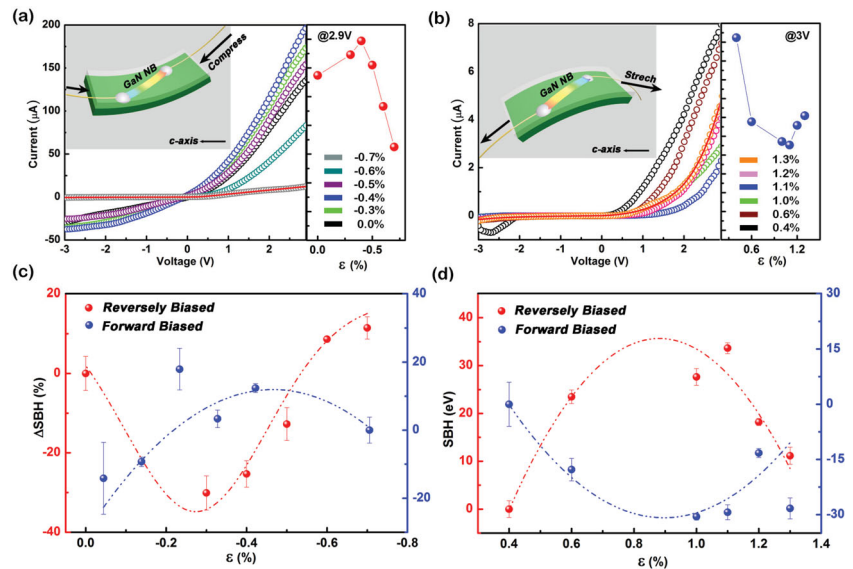 (a)
Compress
GaN NB
c-axis
@2.9V
-0.7%
-0.6%
-0.5%
-0.4%
-0.3%
0.0%
Current (μA)
200
150
100
50
0
50
-3 -2 -1 0 1 2
Voltage (V)
0.0 -0.5
ε (%)
(b)
GaN NB
Strech
c-axis
@3V
1.3%
1.2%
1.1%
1.0%
0.6%
0.4%
Current (μA)
8
6
4
2
0
-3 -2 -1 0 1 2
Voltage (V)
0.6 1.2
ε (%)
(c)
Reversely Biased
Forward Biased
ΔSBH (%)
20
0
-20
-40
40
20
0
-20
0.0 -0.2 -0.4 -0.6 -0.8
ε (%)
(d)
Reversely Biased
Forward Biased
SBH (eV)
45
30
15
0
30
15
0
-15
-30
0.4 0.6 0.8 1.0 1.2 1.4
ε (%)